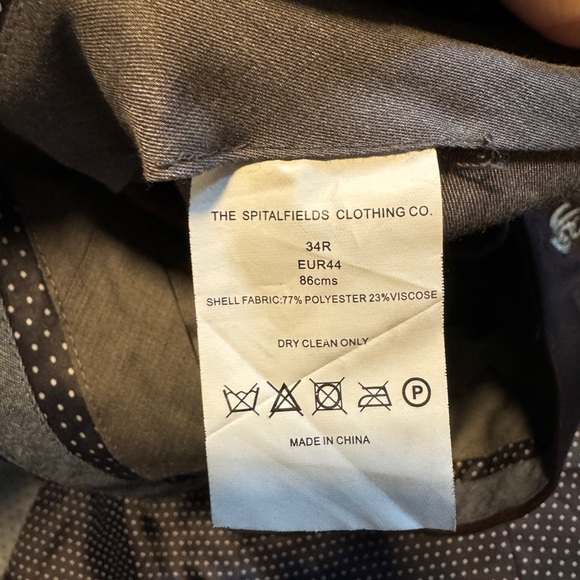 THE SPITALFIELDS CLOTHING CO.
34R
EUR44
86cms
SHELL FABRIC:77% POLYESTER 23%VISCOSE
DRY CLEAN ONLY
P
MADE IN CHINA